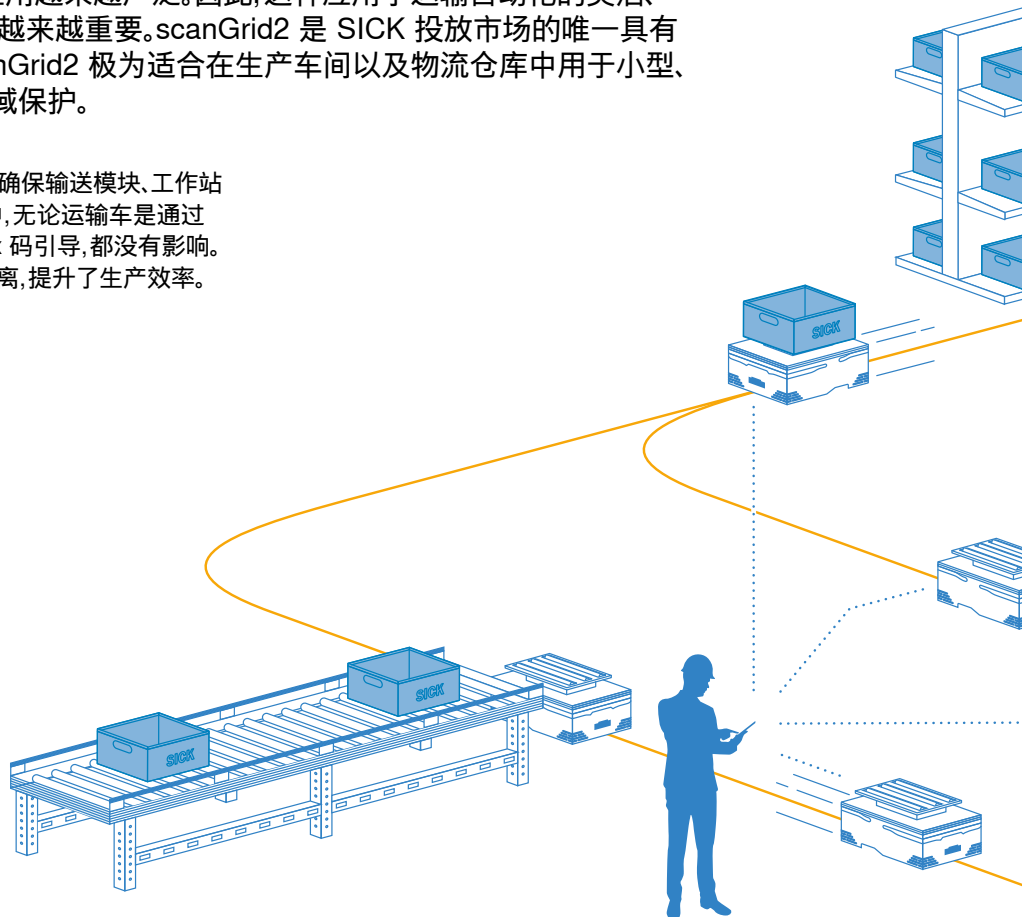 越来越重要。scanGrid2 是 SICK 投放市场的唯一具有
nGrid2 极为适合在生产车间以及物流仓库中用于小型、
域保护。
确保输送模块、工作站
无论运输车是通过
码引导,都没有影响。
离,提升了生产效率。
SICK
SICK
SICK